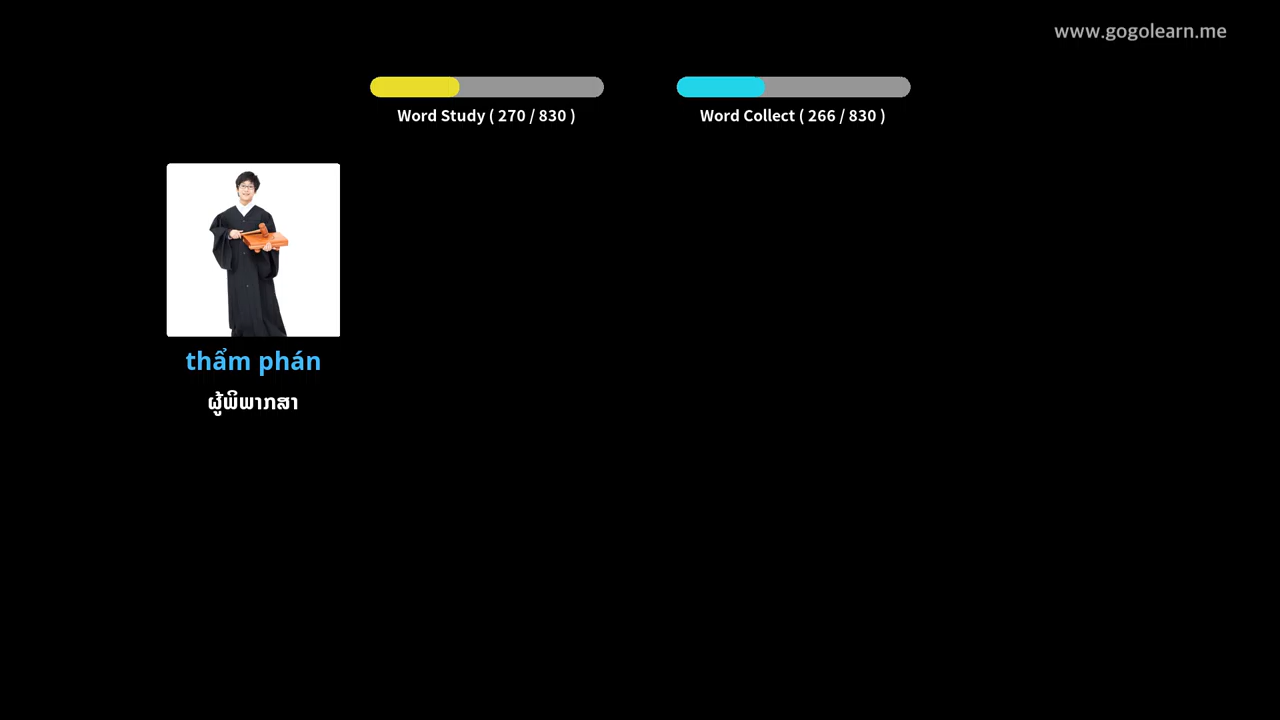 www.gogolearn.me
Word Study ( 270 / 830 )
Word Collect ( 266 / 830 )
thẩm phán
ຜູ້ພິພາກສາ